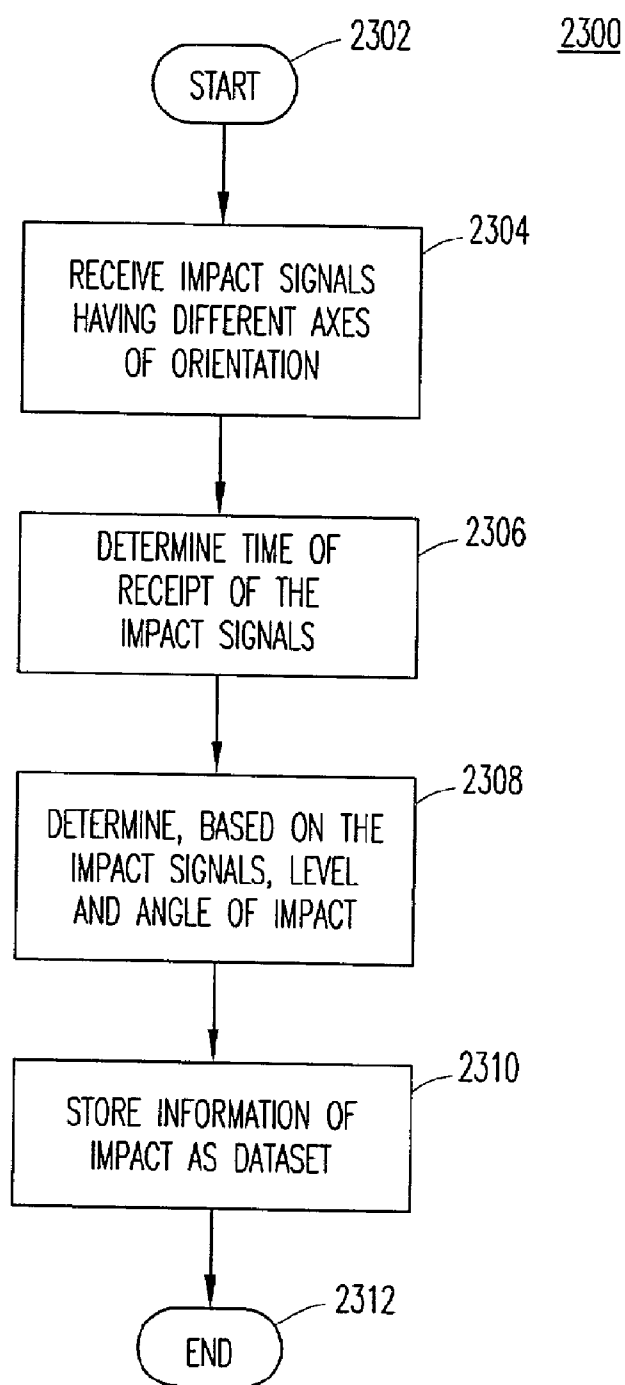 2300
2302
START
2304
RECEIVE IMPACT SIGNALS
HAVING DIFFERENT AXES
OF ORIENTATION
2306
DETERMINE TIME OF
RECEIPT OF THE
IMPACT SIGNALS
2308
DETERMINE, BASED ON THE
IMPACT SIGNALS, LEVEL
AND ANGLE OF IMPACT
2310
STORE INFORMATION OF
IMPACT AS DATASET
2312
END